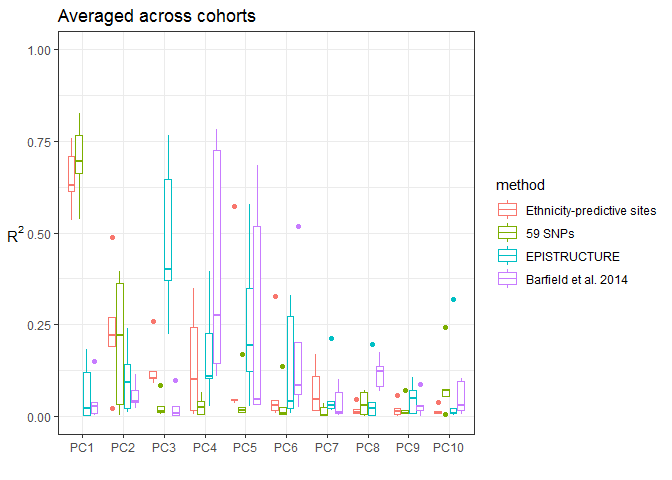 Averaged across cohorts
1.00
0.75
R² 0.50
0.25
0.00
PC1 PC2 PC3 PC4 PC5 PC6 PC7 PC8 PC9 PC10
method
Ethnicity-predictive sites
59 SNPs
EPISTRUCTURE
Barfield et al. 2014